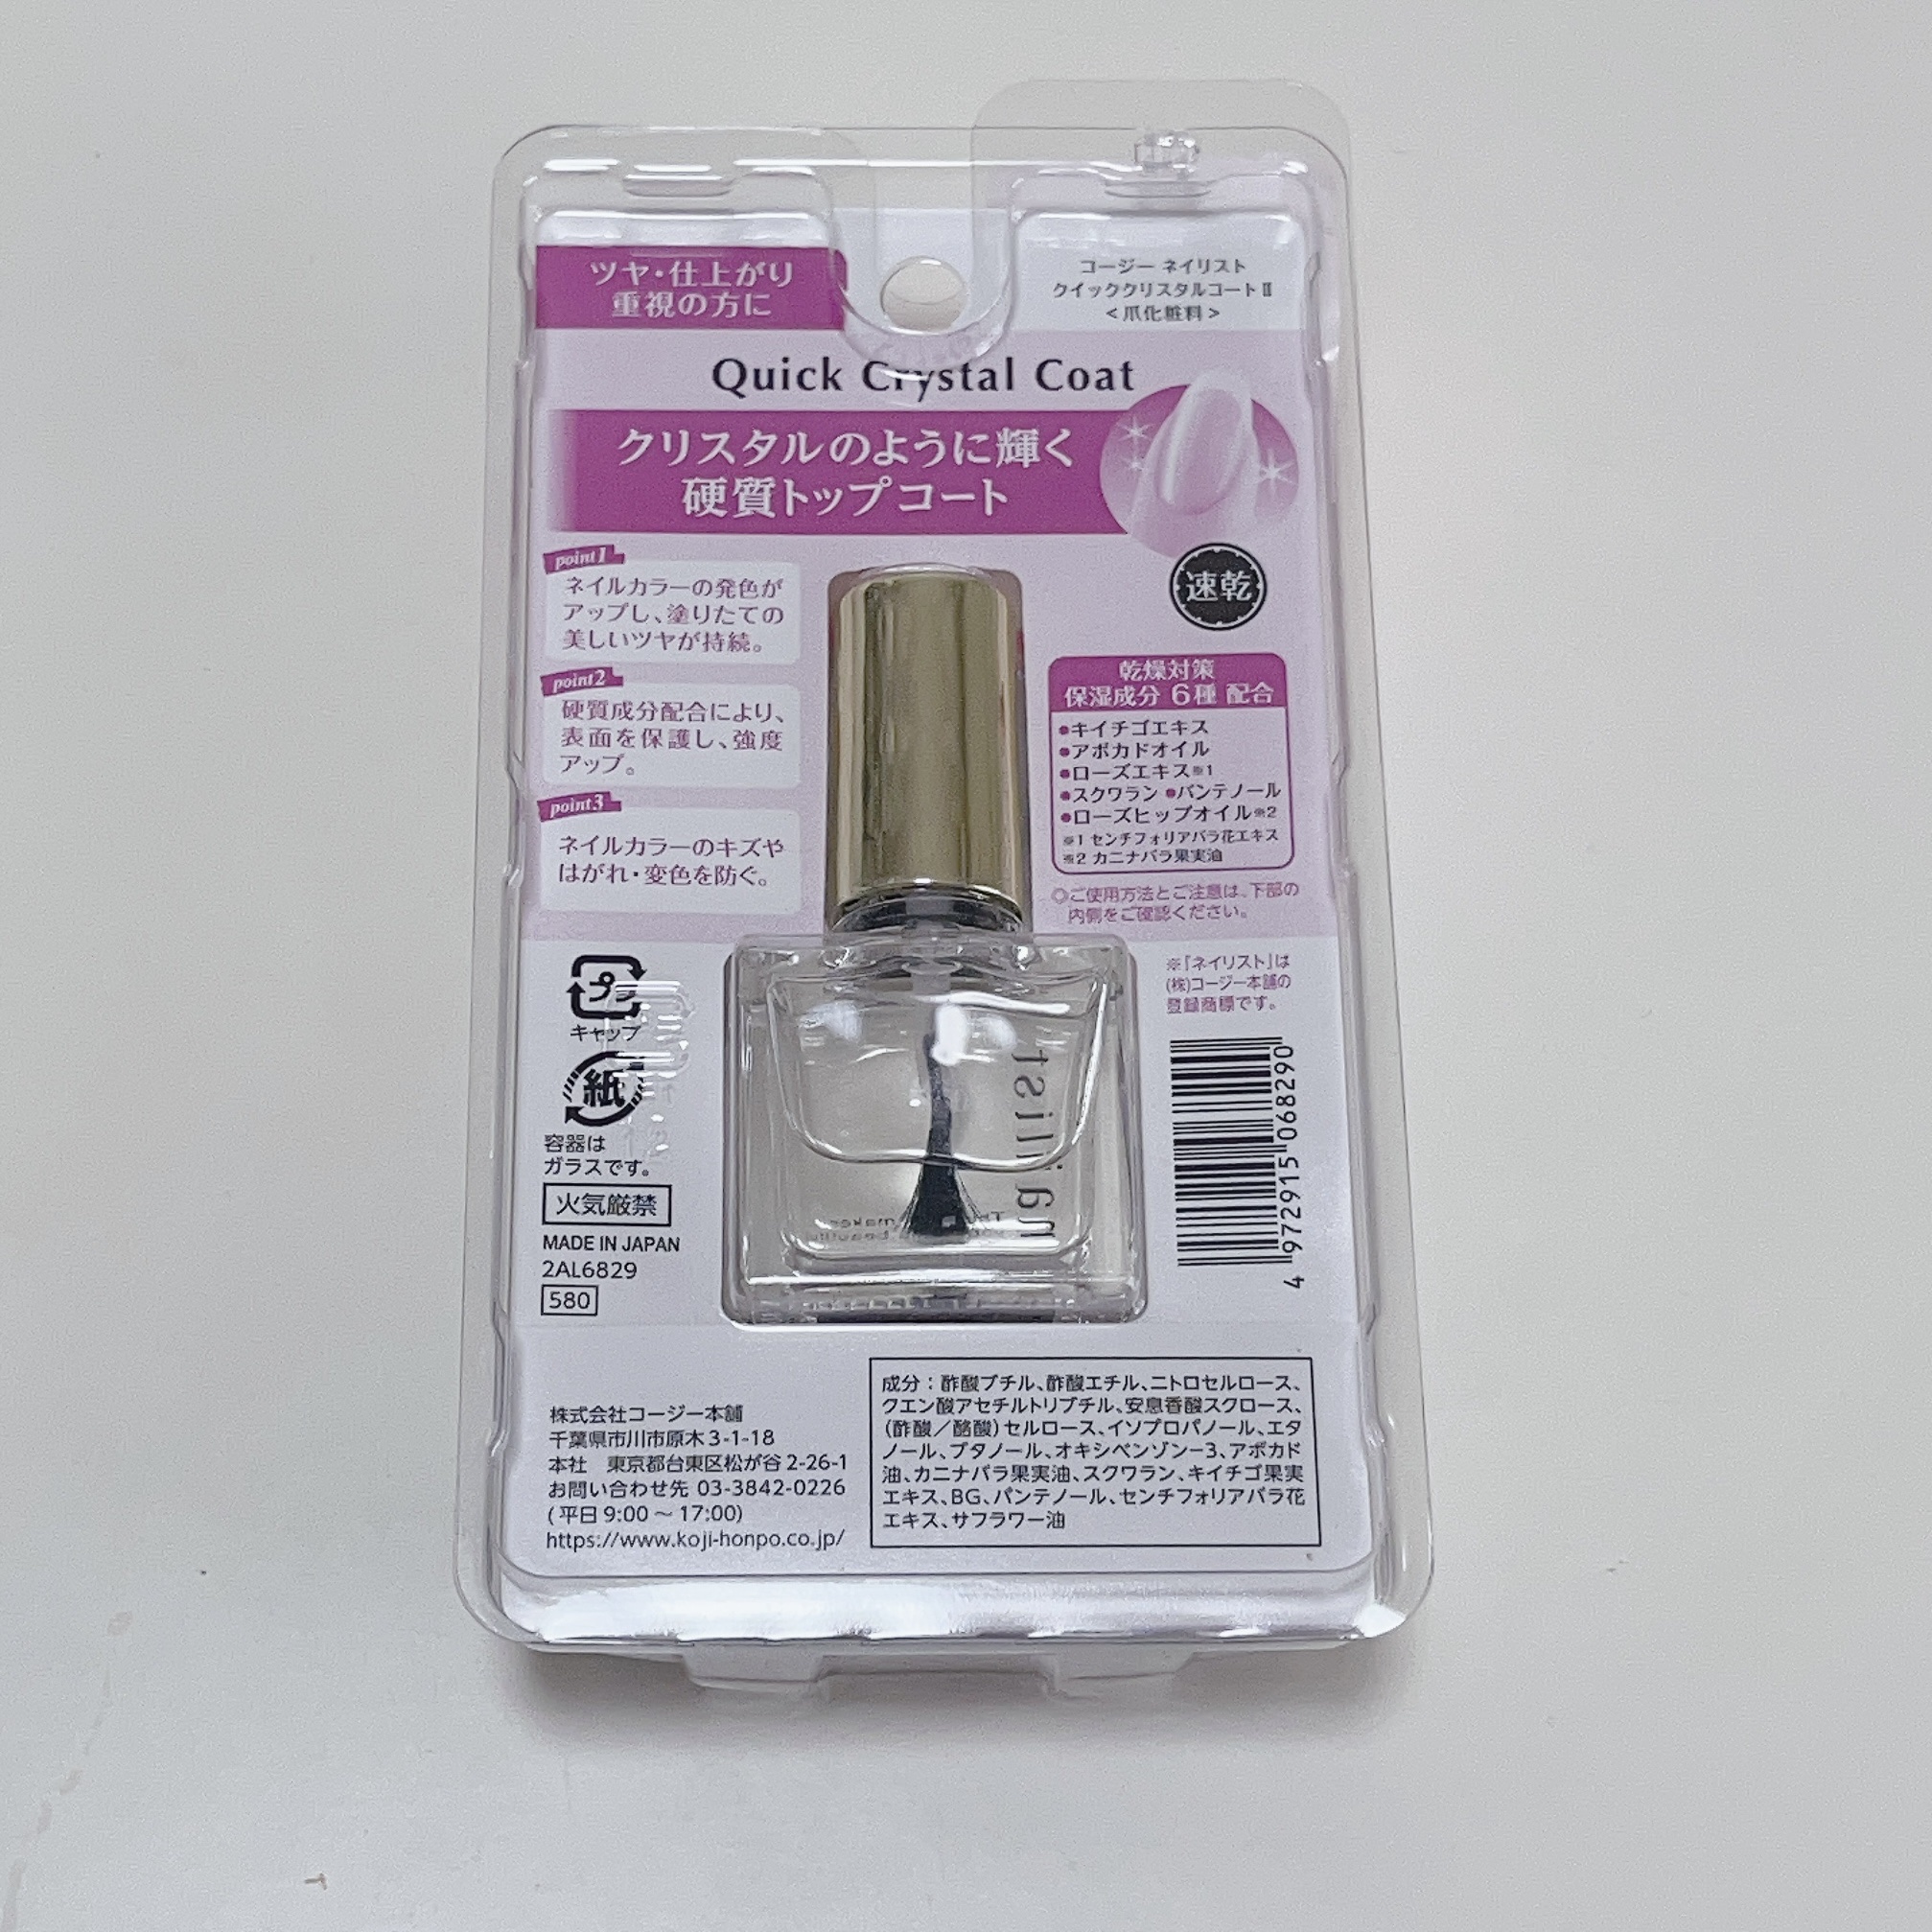 ツヤ・仕上がり
重視の方に
コージー ネイリスト
クイッククリスタルコートⅡ
<爪化粧料>
Quick Crystal Coat
クリスタルのように輝く
硬質トップコート
速乾
point1
ネイルカラーの発色が
アップし、塗りたての
美しいツヤが持続。
point2
硬質成分配合により、
表面を保護し、強度
アップ。
point3
ネイルカラーのキズや
はがれ・変色を防ぐ。
乾燥対策
保湿成分 6種 配合
●キイチゴエキス
●アボカドオイル
●ローズエキス※1
●スクワラン ●パンテノール
●ローズヒップオイル※2
※1 センチフォリアバラ花エキス
※2 カニナバラ果実油
◎ご使用方法とご注意は、下部の
内側をご確認ください。
※「ネイリスト」は
(株)コージー本舗の
登録商標です。
プラ
キャップ
紙
容器は
ガラスです。
火気厳禁
MADE IN JAPAN
2AL6829
580
nailist
4 972915 068290
株式会社コージー本舗
千葉県市川市原木3-1-18
本社 東京都台東区松が谷2-26-1
お問い合わせ先 03-3842-0226
(平日9:00～17:00)
https://www.koji-honpo.co.jp/
成分：酢酸ブチル、酢酸エチル、ニトロセルロース、
クエン酸アセチルトリブチル、安息香酸スクロース、
(酢酸／酪酸)セルロース、イソプロパノール、エタ
ノール、ブタノール、オキシベンゾン-3、アボカド
油、カニナバラ果実油、スクワラン、キイチゴ果実
エキス、BG、パンテノール、センチフォリアバラ花
エキス、サフラワー油